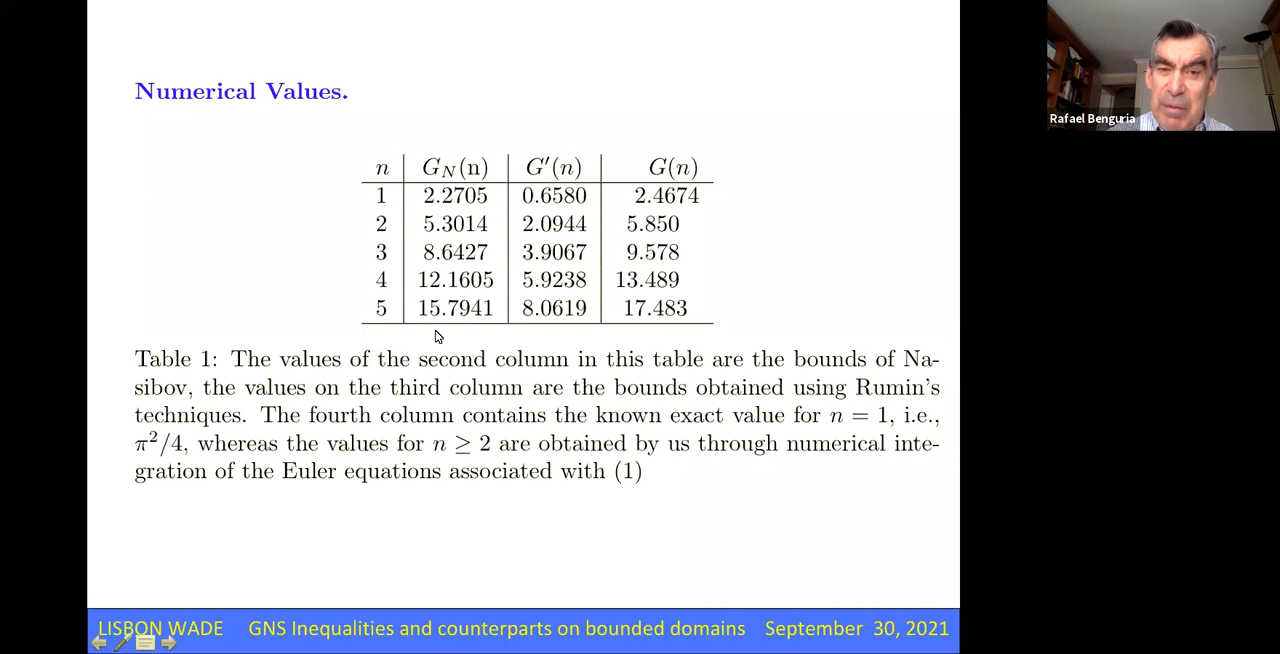 Numerical Values.
n G_N(n) G′(n) G(n)
1 2.2705 0.6580 2.4674
2 5.3014 2.0944 5.850
3 8.6427 3.9067 9.578
4 12.1605 5.9238 13.489
5 15.7941 8.0619 17.483
Table 1: The values of the second column in this table are the bounds of Na-
sibov, the values on the third column are the bounds obtained using Rumin's
techniques. The fourth column contains the known exact value for n = 1, i.e.,
π²/4, whereas the values for n ≥ 2 are obtained by us through numerical inte-
gration of the Euler equations associated with (1)
LISBON WADE GNS Inequalities and counterparts on bounded domains September 30, 2021
Rafael Benguria